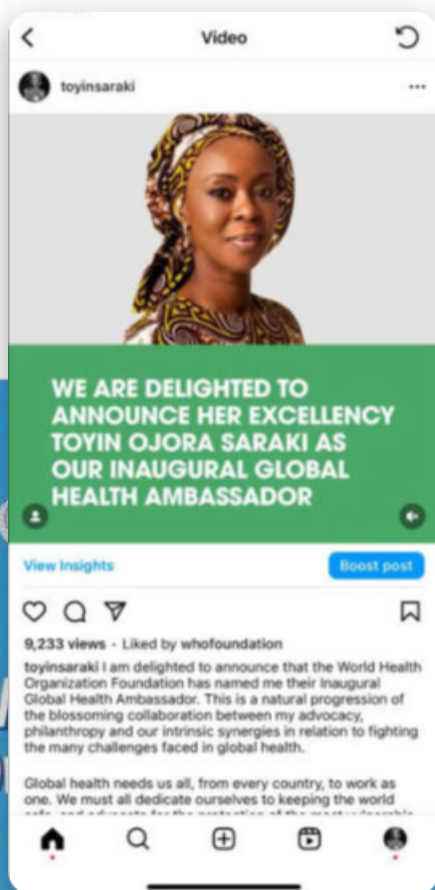 Video
toyinsaraki
WE ARE DELIGHTED TO
ANNOUNCE HER EXCELLENCY
TOYIN OJORA SARAKI AS
OUR INAUGURAL GLOBAL
HEALTH AMBASSADOR
View Insights
Boost post
9,233 views · Liked by whofoundation
toyinsaraki I am delighted to announce that the World Health
Organization Foundation has named me their Inaugural
Global Health Ambassador. This is a natural progression of
the blossoming collaboration between my advocacy,
philanthropy and our intrinsic synergies in relation to fighting
the many challenges faced in global health.
Global health needs us all, from every country, to work as
one. We must all dedicate ourselves to keeping the world